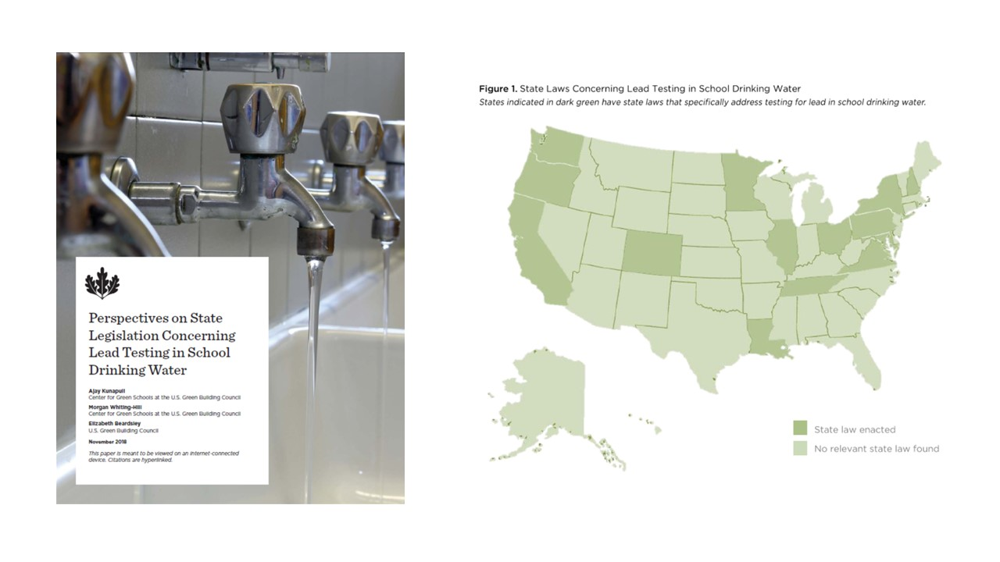 Perspectives on State
Legislation Concerning
Lead Testing in School
Drinking Water
Ajay Kunapuli
Center for Green Schools at the U.S. Green Building Council
Morgan Whiting-Hill
Center for Green Schools at the U.S. Green Building Council
Elizabeth Beardsley
U.S. Green Building Council
November 2018
This paper is meant to be viewed on an internet-connected
device. Citations are hyperlinked.
Figure 1. State Laws Concerning Lead Testing in School Drinking Water
States indicated in dark green have state laws that specifically address testing for lead in school drinking water.
State law enacted
No relevant state law found